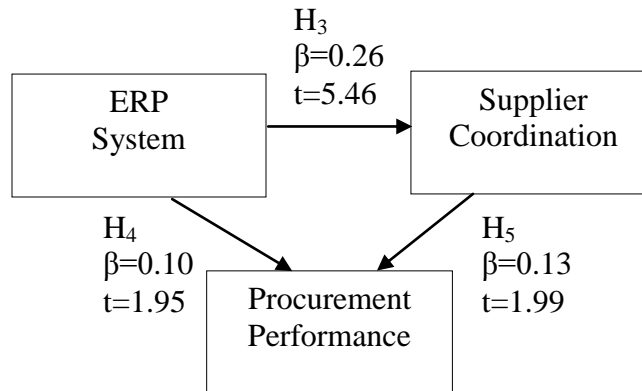 H₃
β=0.26
t=5.46
ERP
System
Supplier
Coordination
H₄
β=0.10
t=1.95
H₅
β=0.13
t=1.99
Procurement
Performance